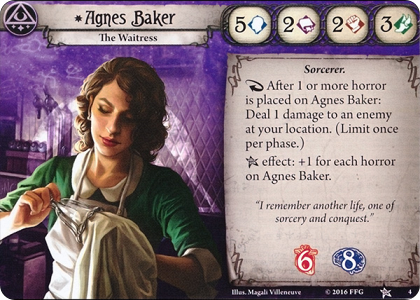 Agnes Baker
The Waitress
5 2 2 3
Sorcerer.
After 1 or more horror
is placed on Agnes Baker:
Deal 1 damage to an enemy
at your location. (Limit once
per phase.)
effect: +1 for each horror
on Agnes Baker.
"I remember another life, one of
sorcery and conquest."
6 8
Illus. Magali Villeneuve © 2016 FFG 4